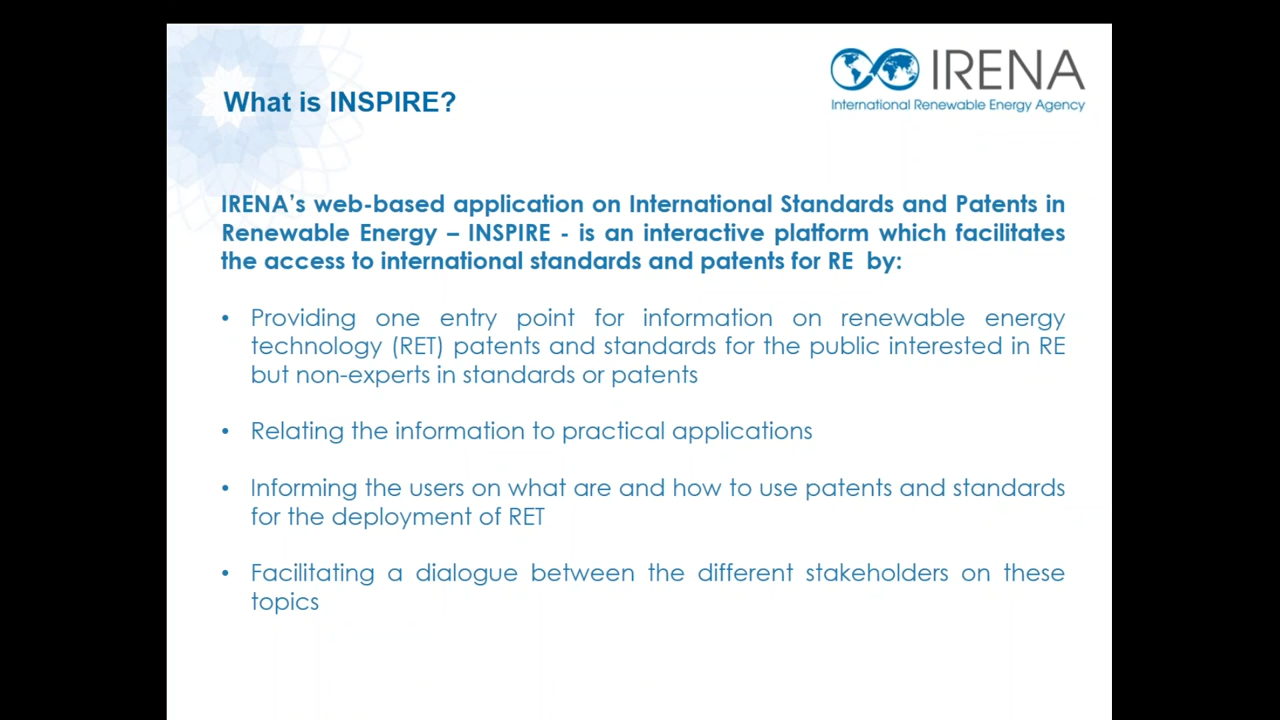 What is INSPIRE?
IRENA
International Renewable Energy Agency
IRENA’s web-based application on International Standards and Patents in
Renewable Energy – INSPIRE - is an interactive platform which facilitates
the access to international standards and patents for RE by:
• Providing one entry point for information on renewable energy
technology (RET) patents and standards for the public interested in RE
but non-experts in standards or patents
• Relating the information to practical applications
• Informing the users on what are and how to use patents and standards
for the deployment of RET
• Facilitating a dialogue between the different stakeholders on these
topics